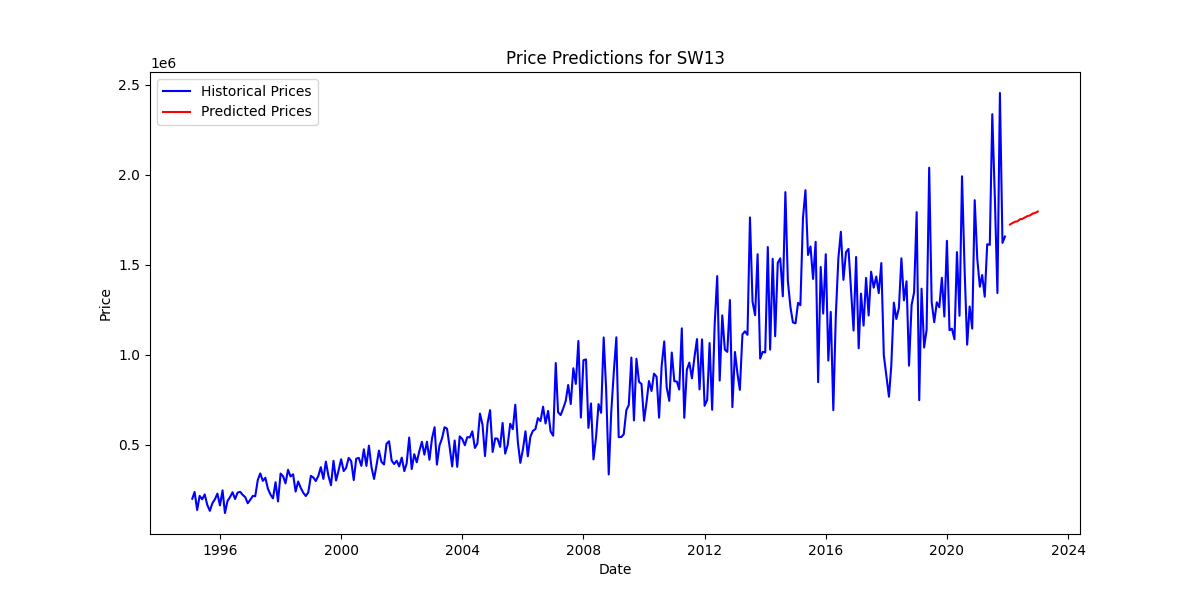 Price Predictions for SW13
1e6
Historical Prices
Predicted Prices
2.5
2.0
1.5
1.0
0.5
Price
1996 2000 2004 2008 2012 2016 2020 2024
Date